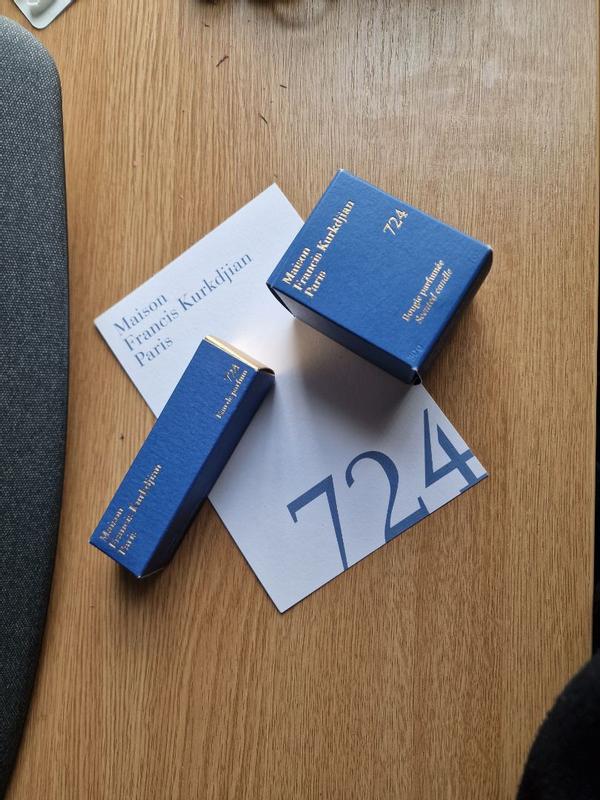 Maison
Francis Kurkdjian
Paris
724
Maison
Francis Kurkdjian
Paris
724
Bougie parfumée
Scented candle
724
Eau de parfum
Maison
Francis Kurkdjian
Paris